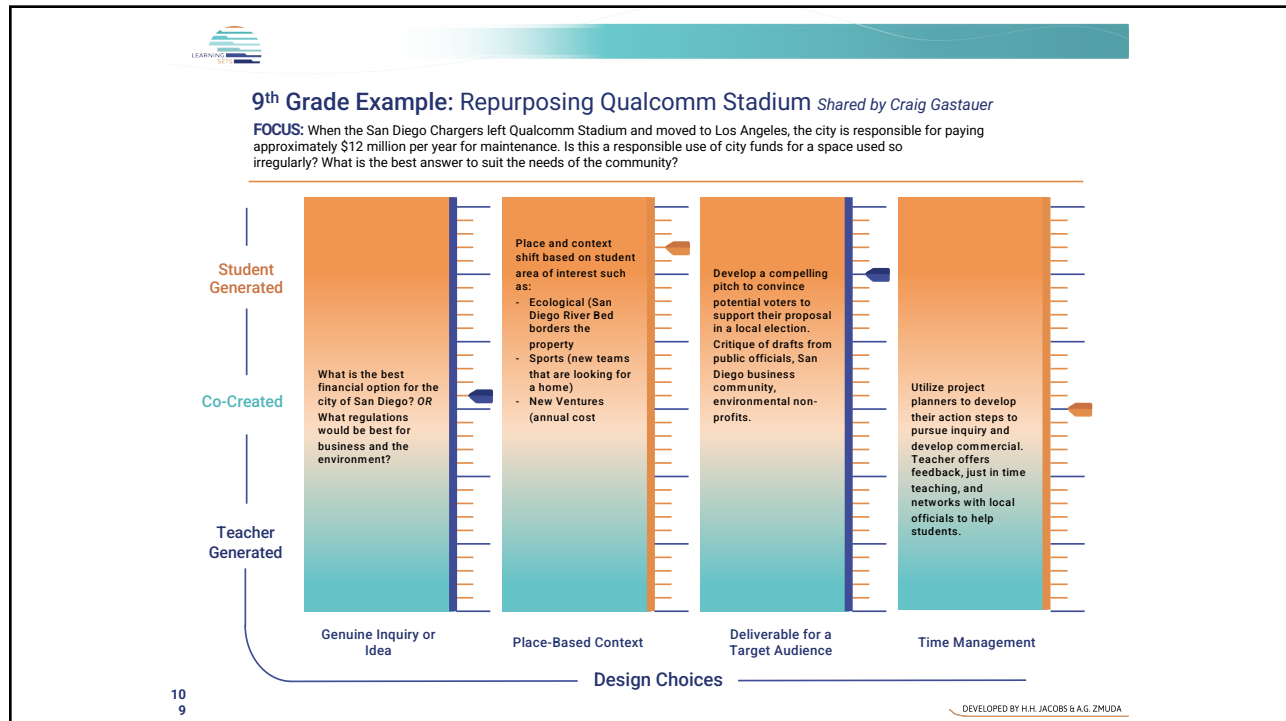 LEARNING
SETS
9th Grade Example: Repurposing Qualcomm Stadium Shared by Craig Gastauer
FOCUS: When the San Diego Chargers left Qualcomm Stadium and moved to Los Angeles, the city is responsible for paying
approximately $12 million per year for maintenance. Is this a responsible use of city funds for a space used so
irregularly? What is the best answer to suit the needs of the community?
Student
Generated
Co-Created
Teacher
Generated
What is the best
financial option for the
city of San Diego? OR
What regulations
would be best for
business and the
environment?
Place and context
shift based on student
area of interest such
as:
- Ecological (San
Diego River Bed
borders the
property
- Sports (new teams
that are looking for
a home)
- New Ventures
(annual cost
Develop a compelling
pitch to convince
potential voters to
support their proposal
in a local election.
Critique of drafts from
public officials, San
Diego business
community,
environmental non-
profits.
Utilize project
planners to develop
their action steps to
pursue inquiry and
develop commercial.
Teacher offers
feedback, just in time
teaching, and
networks with local
officials to help
students.
Genuine Inquiry or
Idea
Place-Based Context
Deliverable for a
Target Audience
Time Management
Design Choices
10
9
DEVELOPED BY H.H. JACOBS & A.G. ZMUDA